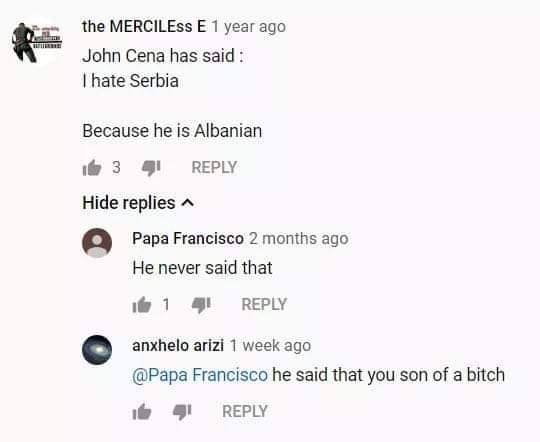 the MERCILEss E 1 year ago
John Cena has said :
I hate Serbia
Because he is Albanian
3 REPLY
Hide replies
Papa Francisco 2 months ago
He never said that
1 REPLY
anxhelo arizi 1 week ago
@Papa Francisco he said that you son of a bitch
REPLY